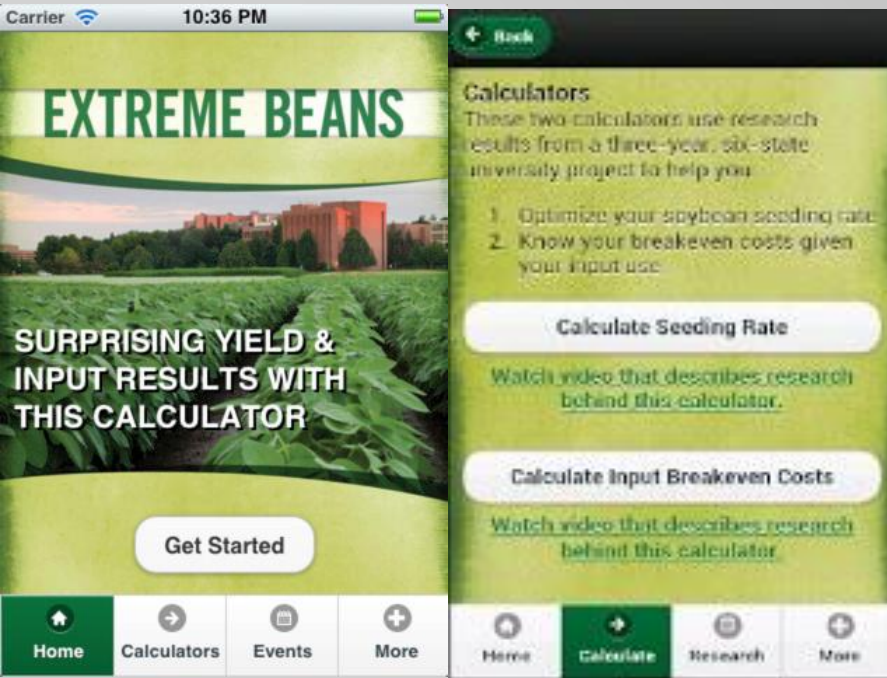 Carrier 10:36 PM
EXTREME BEANS
SURPRISING YIELD &
INPUT RESULTS WITH
THIS CALCULATOR
Get Started
Home Calculators Events More
Back
Calculators
These two calculators use research
results from a three-year, six-state
university project to help you
1. Optimize your soybean seeding rate
2. Know your breakeven costs given
your input use
Calculate Seeding Rate
Watch video that describes research
behind this calculator.
Calculate Input Breakeven Costs
Watch video that describes research
behind this calculator
Home Calculate Research More